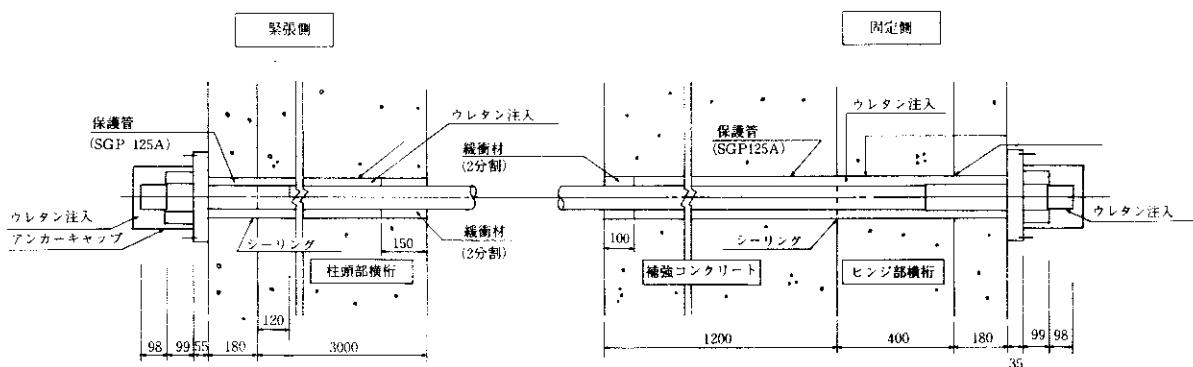 緊張側
固定側
保護管
(SGP 125A)
ウレタン注入
緩衝材
(2分割)
保護管
(SGP125A)
ウレタン注入
ウレタン注入
アンカーキャップ
シーリング
150
緩衝材
(2分割)
柱頭部横桁
100
シーリング
補強コンクリート
ヒンジ部横桁
ウレタン注入
120
98
99
55
180
3000
1200
400
180
35
99
98